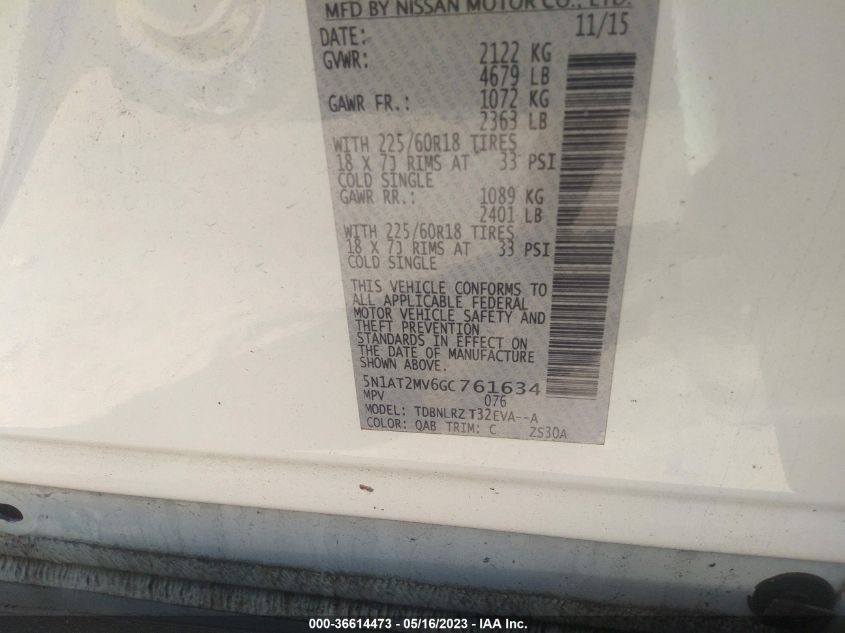 MFD BY NISSAN MOTOR CO., LTD.
DATE: 11/15
GVWR: 2122 KG
4679 LB
GAWR FR.: 1072 KG
2363 LB
WITH 225/60R18 TIRES
18 X 7J RIMS AT 33 PSI
COLD SINGLE
GAWR RR.: 1089 KG
2401 LB
WITH 225/60R18 TIRES
18 X 7J RIMS AT 33 PSI
COLD SINGLE
THIS VEHICLE CONFORMS TO
ALL APPLICABLE FEDERAL
MOTOR VEHICLE SAFETY AND
THEFT PREVENTION
STANDARDS IN EFFECT ON
THE DATE OF MANUFACTURE
SHOWN ABOVE.
5N1AT2MV6GC761634
MPV 076
MODEL: TDBNLRZ T32EVA--A
COLOR: QAB TRIM: C ZS30A
000-36614473 - 05/16/2023 - IAA Inc.